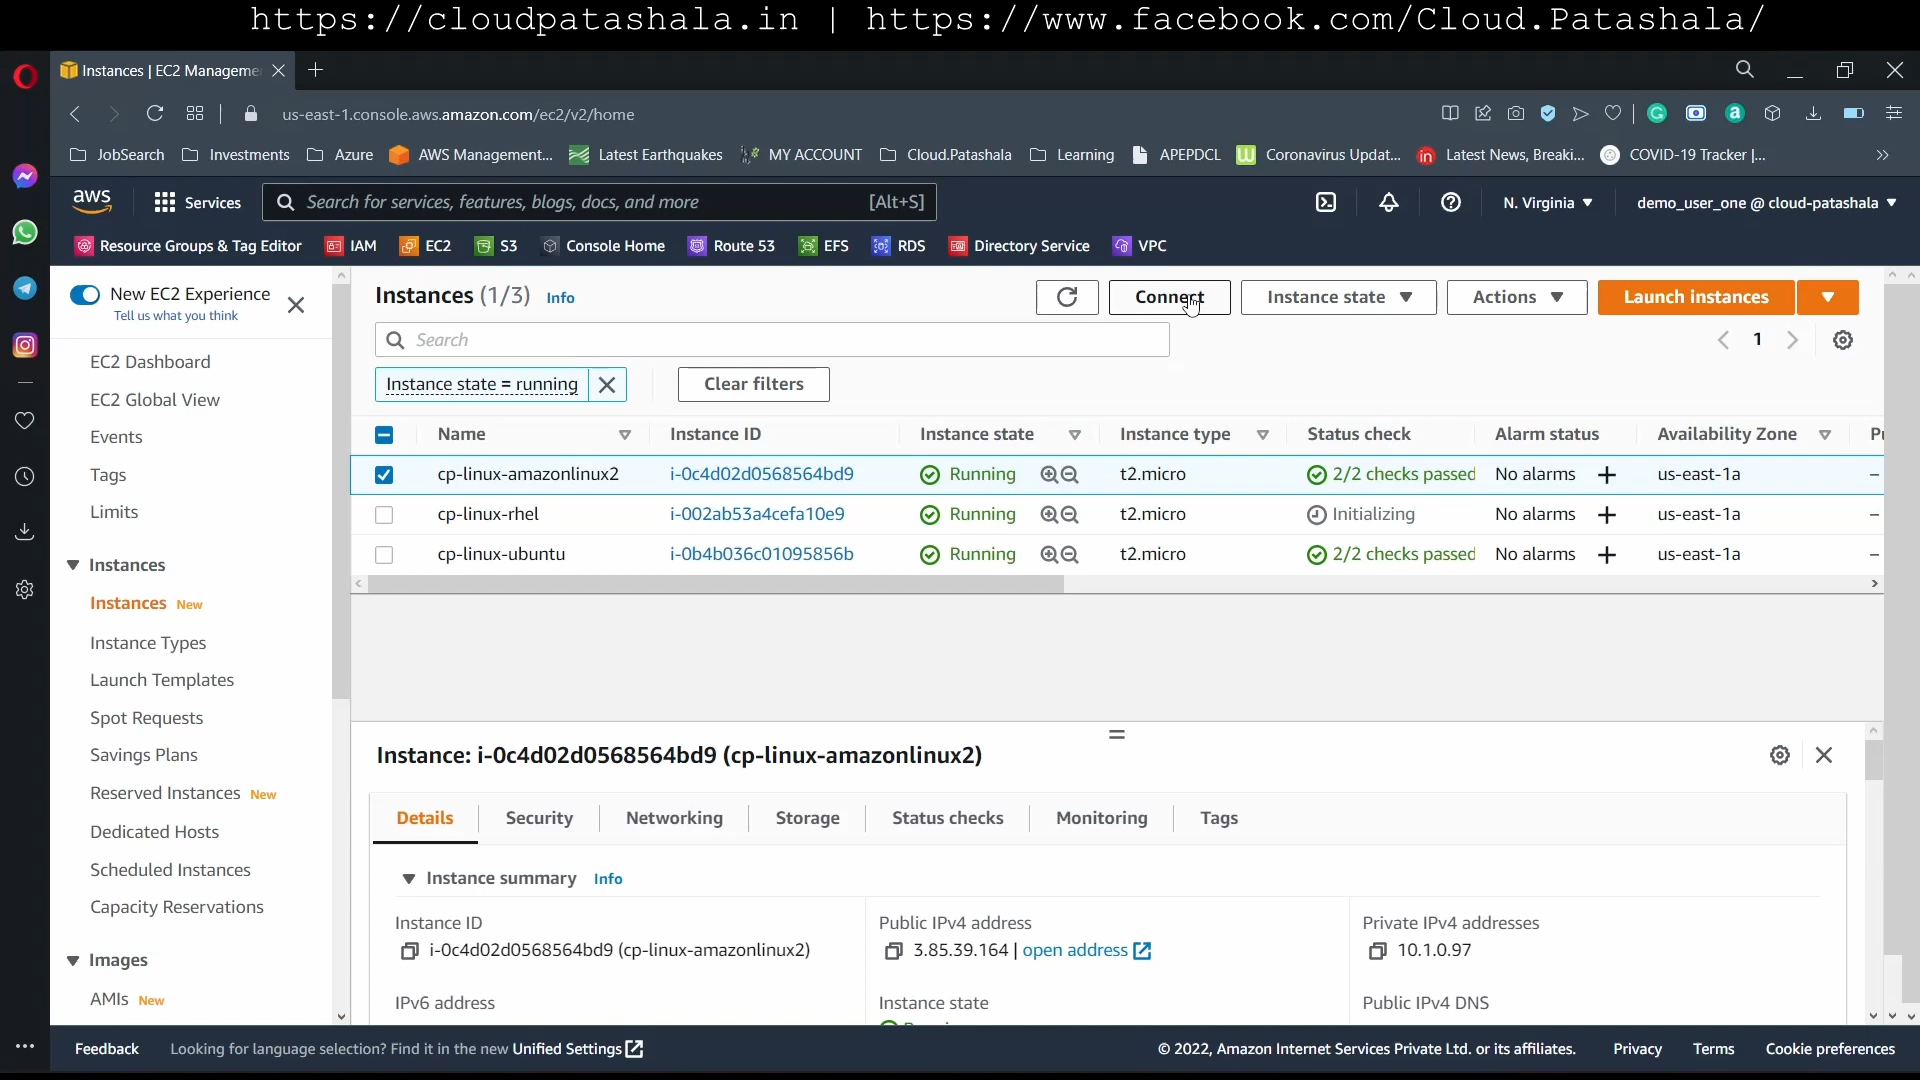 https://cloudpatashala.in | https://www.facebook.com/Cloud.Patashala/
Instances | EC2 Manageme
us-east-1.console.aws.amazon.com/ec2/v2/home
JobSearch Investments Azure AWS Management... Latest Earthquakes MY ACCOUNT Cloud.Patashala Learning APEPDCL Coronavirus Updat... Latest News, Breaki... COVID-19 Tracker |...
aws Services Search for services, features, blogs, docs, and more [Alt+S] N. Virginia demo_user_one @ cloud-patashala
Resource Groups & Tag Editor IAM EC2 S3 Console Home Route 53 EFS RDS Directory Service VPC
New EC2 Experience
Tell us what you think
EC2 Dashboard
EC2 Global View
Events
Tags
Limits
Instances
Instances New
Instance Types
Launch Templates
Spot Requests
Savings Plans
Reserved Instances New
Dedicated Hosts
Scheduled Instances
Capacity Reservations
Images
AMIs New
Instances (1/3) Info Connect Instance state Actions Launch instances
Search 1
Instance state = running Clear filters
Name Instance ID Instance state Instance type Status check Alarm status Availability Zone
cp-linux-amazonlinux2 i-0c4d02d0568564bd9 Running t2.micro 2/2 checks passed No alarms + us-east-1a –
cp-linux-rhel i-002ab53a4cefa10e9 Running t2.micro Initializing No alarms + us-east-1a –
cp-linux-ubuntu i-0b4b036c01095856b Running t2.micro 2/2 checks passed No alarms + us-east-1a –
Instance: i-0c4d02d0568564bd9 (cp-linux-amazonlinux2)
Details Security Networking Storage Status checks Monitoring Tags
Instance summary Info
Instance ID Public IPv4 address Private IPv4 addresses
i-0c4d02d0568564bd9 (cp-linux-amazonlinux2) 3.85.39.164 | open address 10.1.0.97
IPv6 address Instance state Public IPv4 DNS
Feedback Looking for language selection? Find it in the new Unified Settings © 2022, Amazon Internet Services Private Ltd. or its affiliates. Privacy Terms Cookie preferences